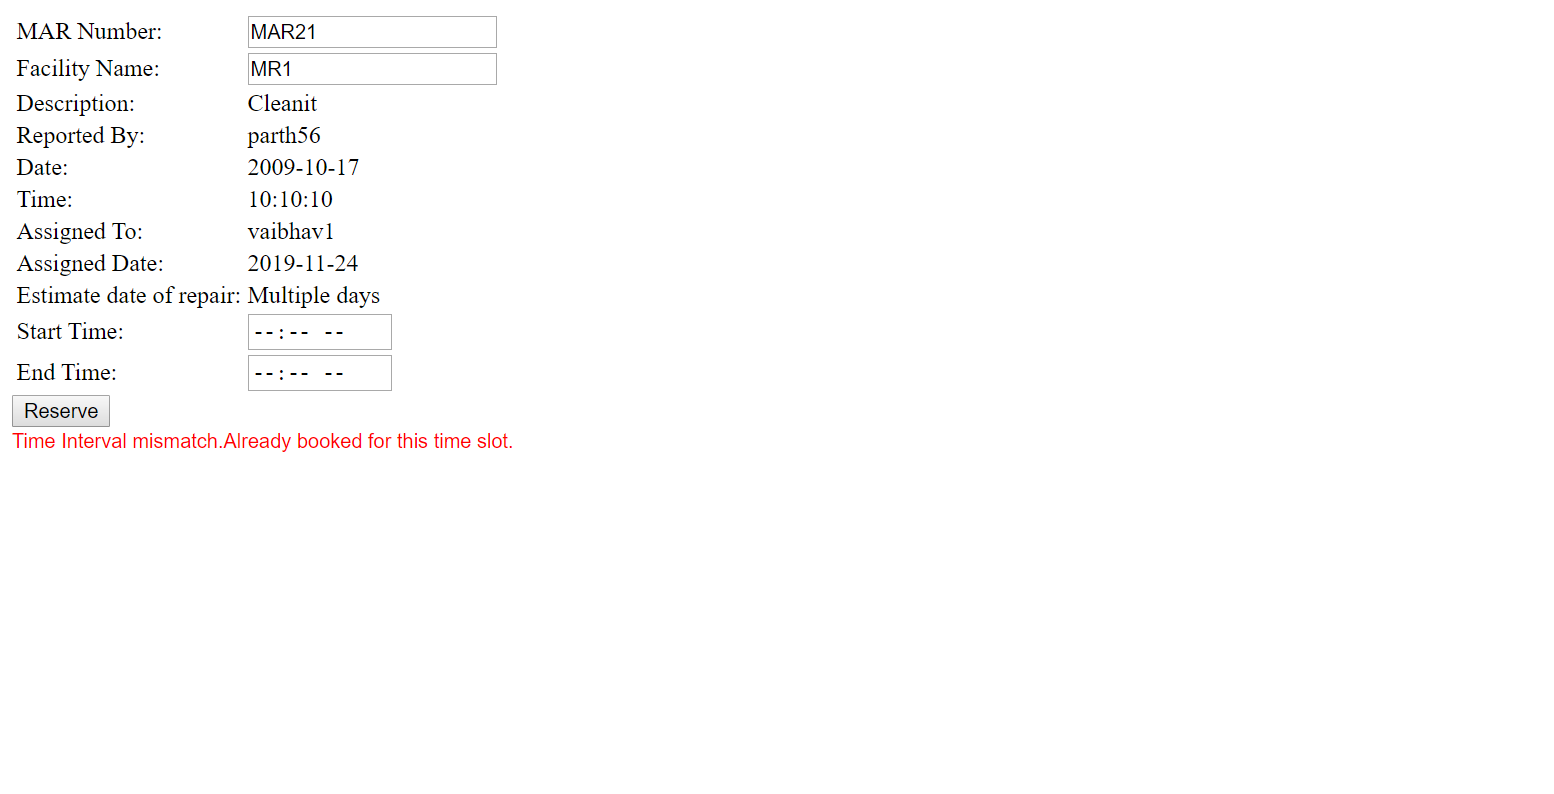 MAR Number: MAR21
Facility Name: MR1
Description: Cleanit
Reported By: parth56
Date: 2009-10-17
Time: 10:10:10
Assigned To: vaibhav1
Assigned Date: 2019-11-24
Estimate date of repair: Multiple days
Start Time: --:-- --
End Time: --:-- --
Reserve
Time Interval mismatch.Already booked for this time slot.